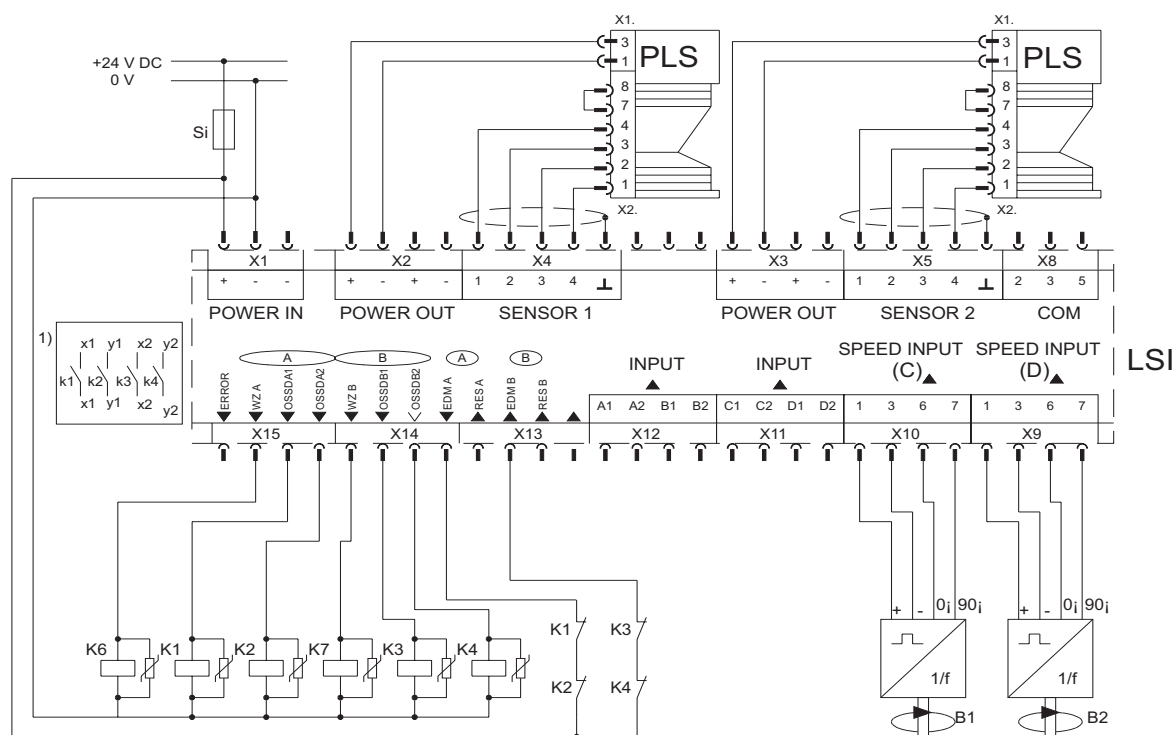 X1. X1.
3 PLS 3 PLS
+24 V DC 1 1
0 V
8 8
7 7
Si 4 4
3 3
2 2
1 1
X2. X2.
X1 X2 X4 X3 X5 X8
+ - - + - + - 1 2 3 4 ⊥ + - + - 1 2 3 4 ⊥ 2 3 5
POWER IN POWER OUT SENSOR 1 POWER OUT SENSOR 2 COM
1)
x1 y1 x2 y2
k1 k2 k3 k4
x1 y1 x2 y2
A B A B
INPUT INPUT SPEED INPUT (C) SPEED INPUT (D)
LSI
ERROR WZ A OSSDA1 OSSDA2 WZ B OSSDB1 OSSDB2 EDM A RES A EDM B RES B
A1 A2 B1 B2 C1 C2 D1 D2 1 3 6 7 1 3 6 7
X15 X14 X13 X12 X11 X10 X9
+ - 0¡ 90¡ + - 0¡ 90¡
K6 K1 K2 K7 K3 K4 K1 K3
K2 K4
1/f 1/f
B1 B2